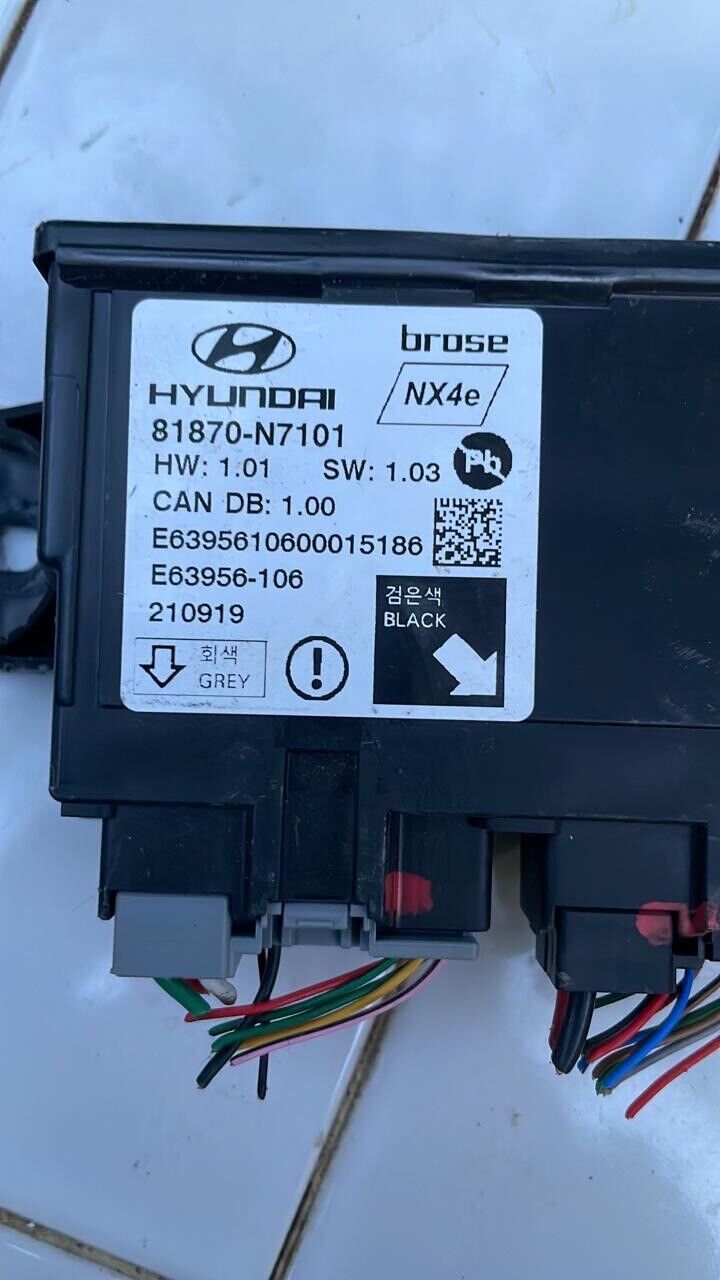 HYUNDAI
brose
NX4e
81870-N7101
HW: 1.01 SW: 1.03
Pb
CAN DB: 1.00
E6395610600015186
E63956-106
210919
검은색
BLACK
회색
GREY